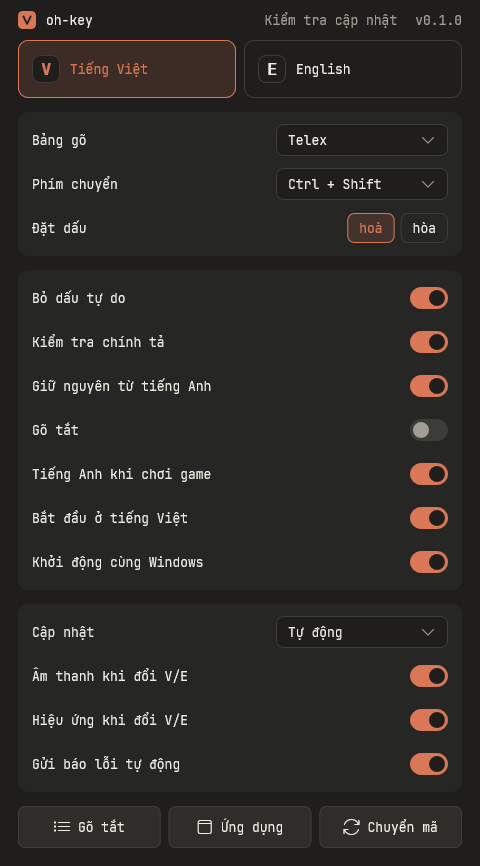 V oh-key Kiểm tra cập nhật v0.1.0
V Tiếng Việt E English
Bảng gõ Telex
Phím chuyển Ctrl + Shift
Đặt dấu hoà hòa
Bỏ dấu tự do
Kiểm tra chính tả
Giữ nguyên từ tiếng Anh
Gõ tắt
Tiếng Anh khi chơi game
Bắt đầu ở tiếng Việt
Khởi động cùng Windows
Cập nhật Tự động
Âm thanh khi đổi V/E
Hiệu ứng khi đổi V/E
Gửi báo lỗi tự động
Gõ tắt Ứng dụng Chuyển mã